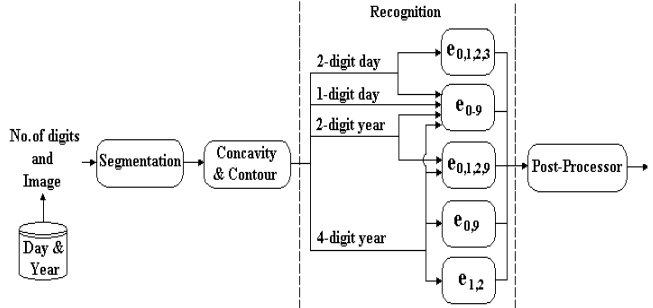 Recognition
2-digit day
1-digit day
2-digit year
4-digit year
No. of digits
and
Image
Day &
Year
Segmentation
Concavity
& Contour
e0,1,2,3
e0-9
e0,1,2,9
e0,9
e1,2
Post-Processor